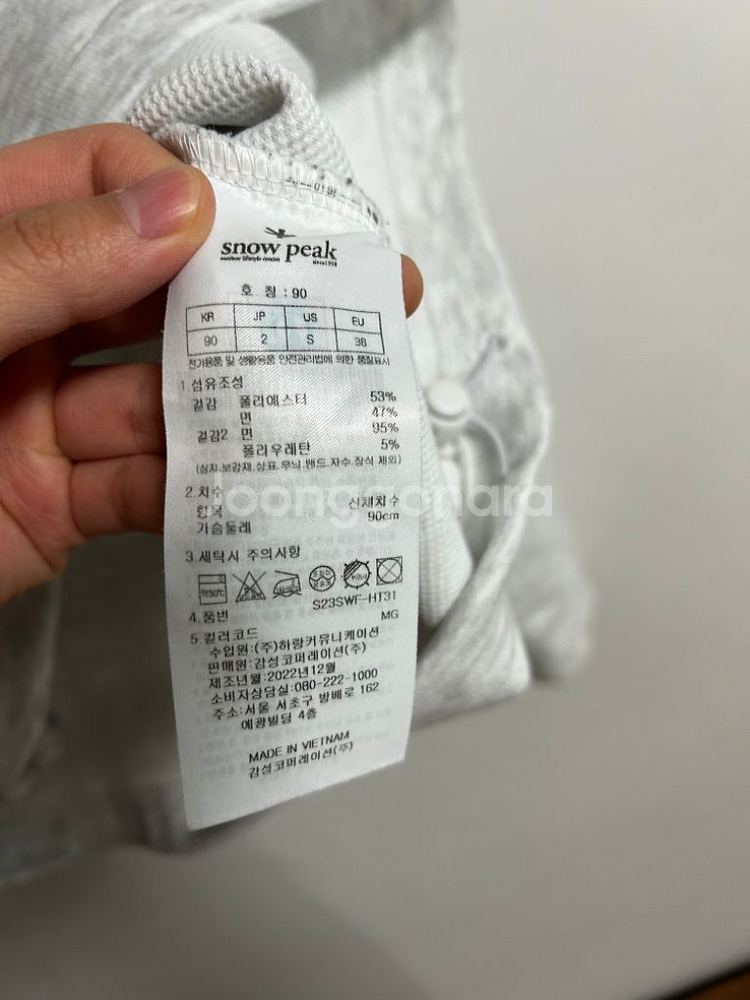 snow peak
호 칭 : 90
KR JP US EU
90 2 S 36
전기용품 및 생활용품 안전관리법에 의한 품질표시
1.섬유조성
겉감 폴리에스터 53%
면 47%
겉감2 면 95%
폴리우레탄 5%
(심지.보강재.상표.무늬.밴드.자수.장식 제외)
2.치수
항목 신체치수
가슴둘레 90cm
3.세탁시 주의사항
4.품번 S23SWF-HT31
5.컬러코드 MG
수입원:(주)하랑커뮤니케이션
판매원:감성코퍼레이션(주)
제조년월:2022년12월
소비자상담실:080-222-1000
주소:서울 서초구 방배로 162
예광빌딩 4층
MADE IN VIETNAM
감성코퍼레이션(주)
joonggonara